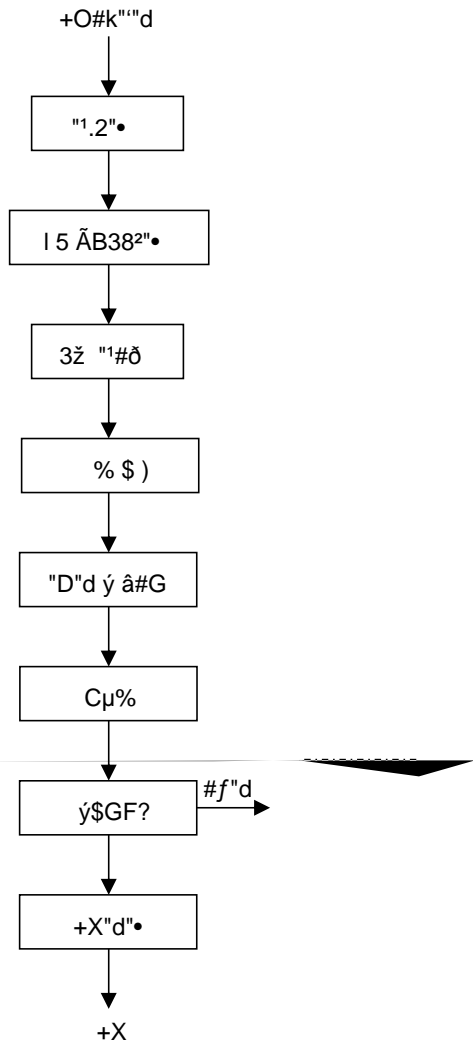 +O#k"“"d
"¹.2"•
I 5 ÃB38²"•
3ž "¹#ð
% $ )
"D"d ý â#G
Cµ%
ý$GF?
#ƒ"d
+X"d"•
+X